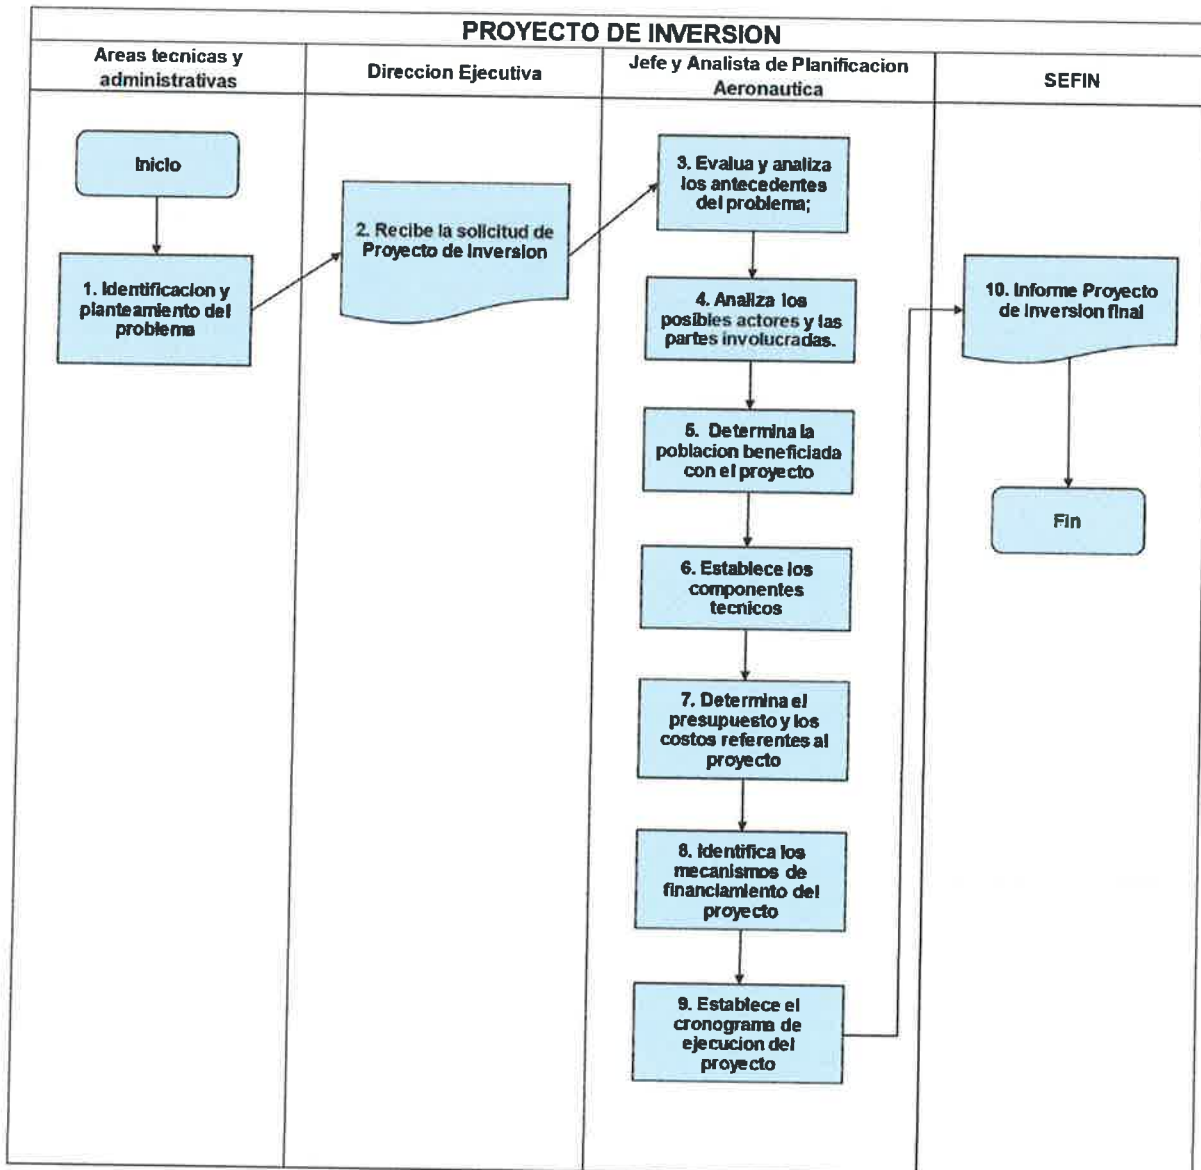 PROYECTO DE INVERSION
Areas tecnicas y
administrativas
Direccion Ejecutiva
Jefe y Analista de Planificacion
Aeronautica
SEFIN
Inicio
1. Identificacion y
planteamiento del
problema
2. Recibe la solicitud de
Proyecto de Inversion
3. Evalua y analiza
los antecedentes
del problema;
4. Analiza los
posibles actores y las
partes involucradas.
5. Determina la
poblacion beneficiada
con el proyecto
6. Establece los
componentes
tecnicos
7. Determina el
presupuesto y los
costos referentes al
proyecto
8. Identifica los
mecanismos de
financiamiento del
proyecto
9. Establece el
cronograma de
ejecucion del
proyecto
10. Informe Proyecto
de Inversion final
Fin